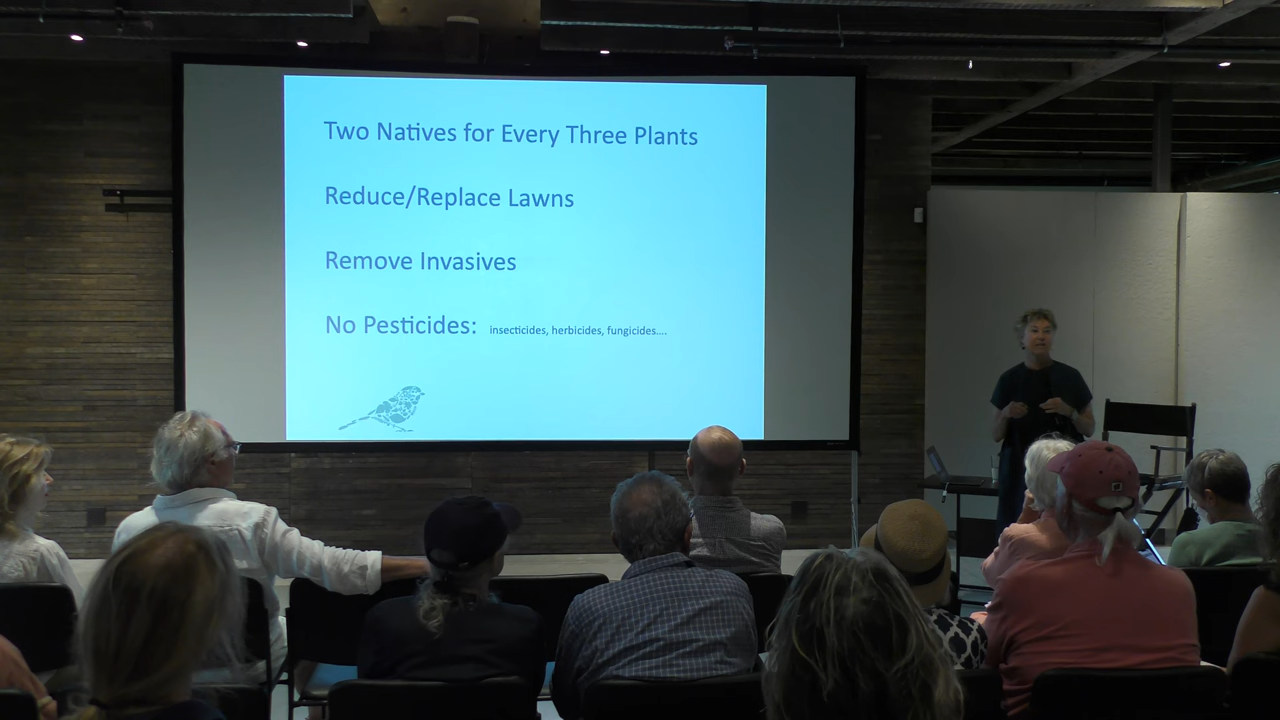 Two Natives for Every Three Plants
Reduce/Replace Lawns
Remove Invasives
No Pesticides: insecticides, herbicides, fungicides....